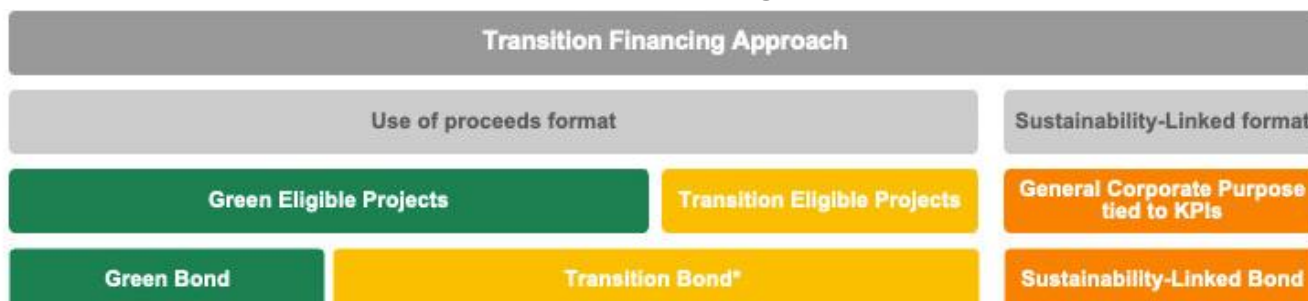 Transition Financing Approach
Use of proceeds format
Sustainability-Linked format
Green Eligible Projects
Transition Eligible Projects
General Corporate Purpose
tied to KPIs
Green Bond
Transition Bond*
Sustainability-Linked Bond